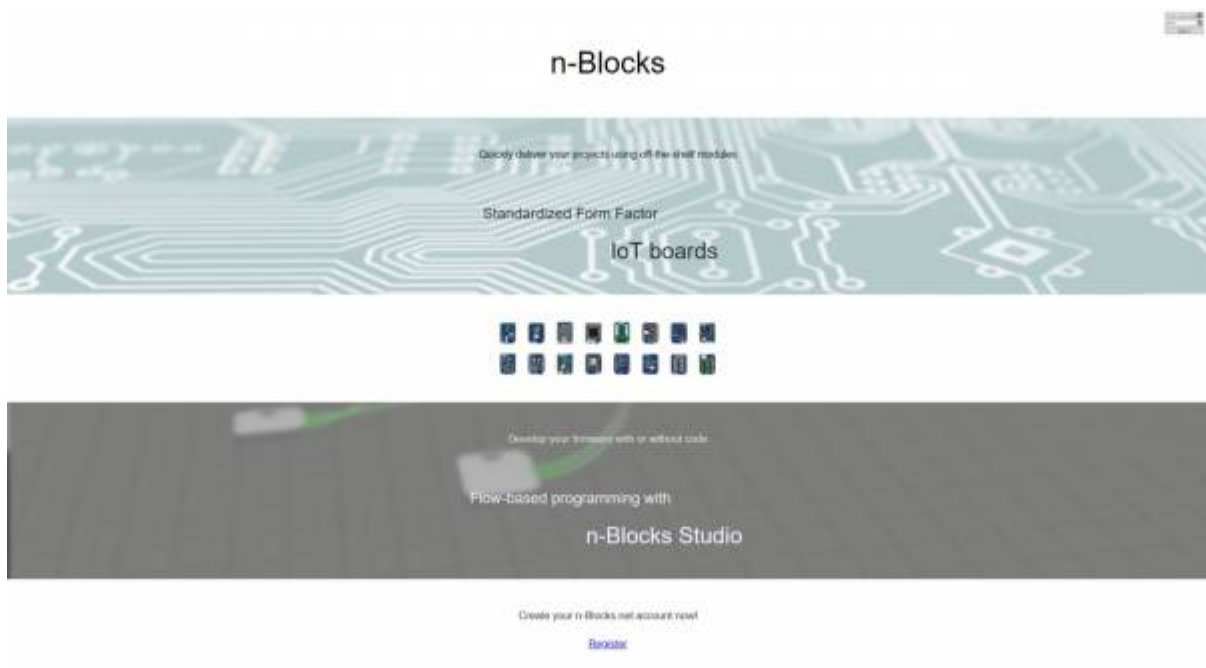 n-Blocks
Quickly deliver your projects using off-the-shelf modules
Standardized Form Factor
IoT boards
Develop your firmware with or without code
Flow-based programming with
n-Blocks Studio
Create your n-Blocks.net account now!
Register